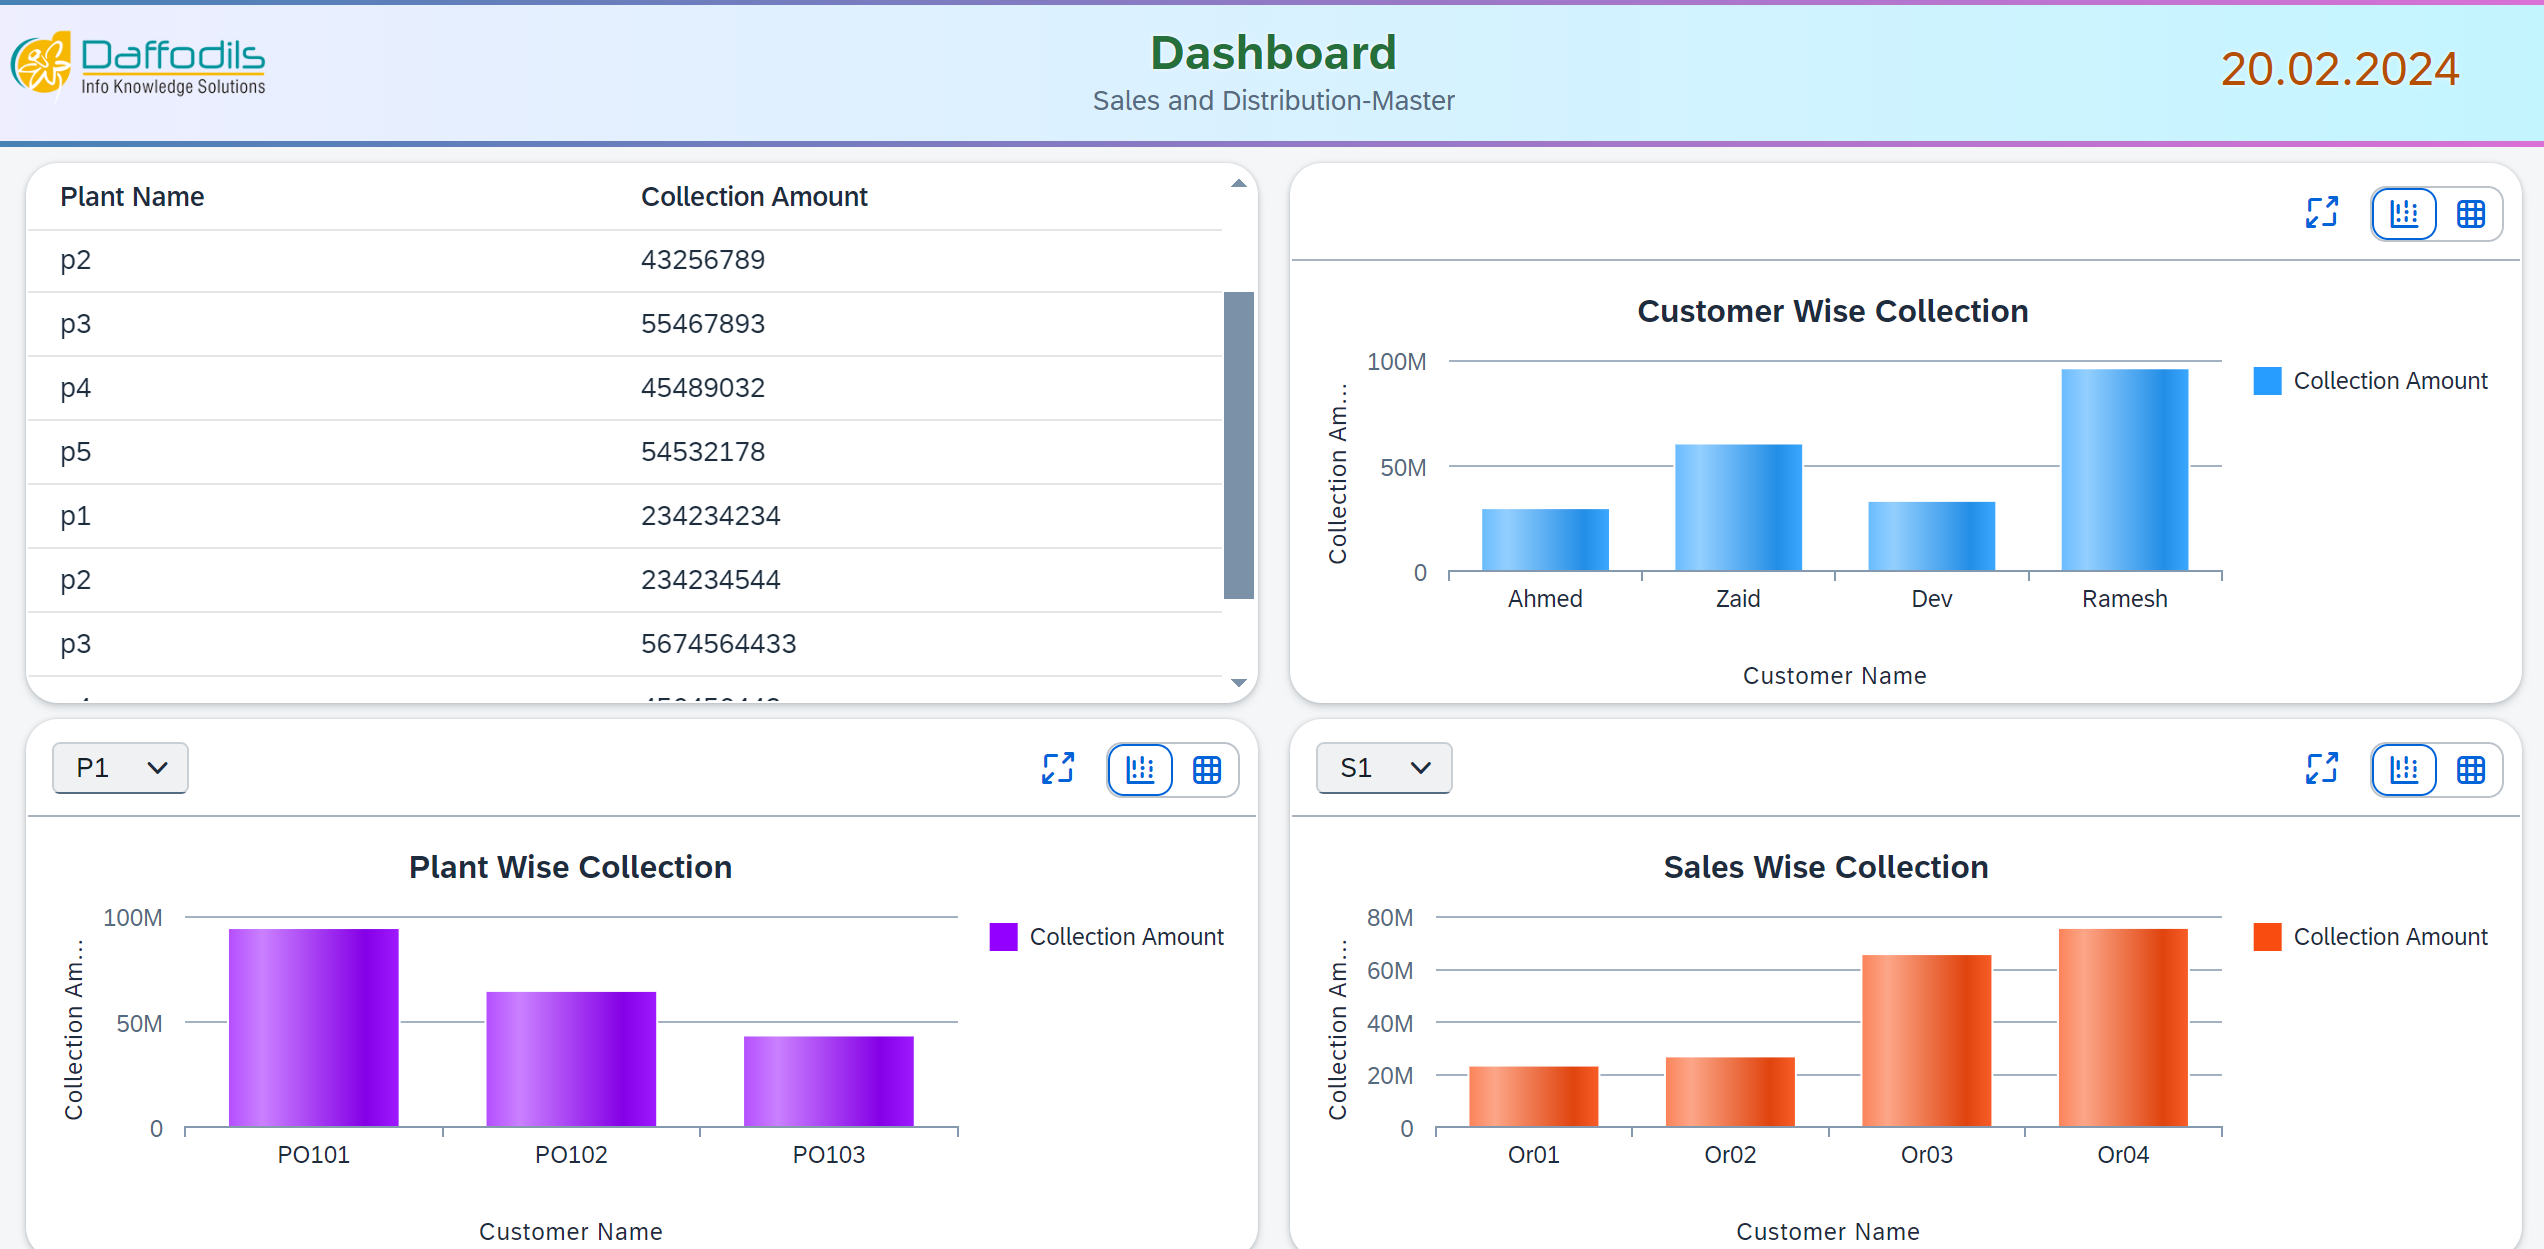 Daffodils
Info Knowledge Solutions
Dashboard
Sales and Distribution-Master
20.02.2024
Plant Name Collection Amount
p2 43256789
p3 55467893
p4 45489032
p5 54532178
p1 234234234
p2 234234544
p3 5674564433
Customer Wise Collection
Collection Am...
100M
50M
0
Ahmed Zaid Dev Ramesh
Customer Name
Collection Amount
P1
Plant Wise Collection
Collection Am...
100M
50M
0
PO101 PO102 PO103
Customer Name
Collection Amount
S1
Sales Wise Collection
Collection Am...
80M
60M
40M
20M
0
Or01 Or02 Or03 Or04
Customer Name
Collection Amount